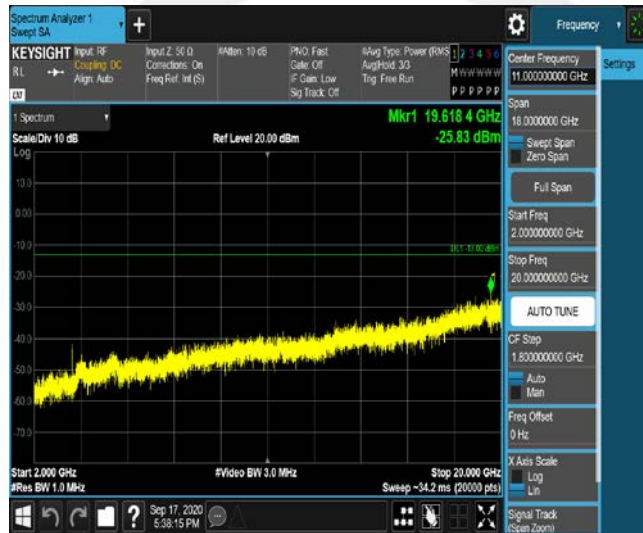 Spectrum Analyzer 1
Swept SA
+
Frequency
KEYSIGHT
Input: RF
Input Z: 50 Ω
#Atten: 10 dB
PNO: Fast
#Avg Type: Power (RMS
1 2 3 4 5 6
RL
Coupling: DC
Corrections: On
Gate: Off
Avg|Hold: 3/3
M W W W W W
Align: Auto
Freq Ref: Int (S)
IF Gain: Low
Trig: Free Run
Sig Track: Off
P P P P P P
LXI
1 Spectrum
Mkr1 19.618 4 GHz
Scale/Div 10 dB
Ref Level 20.00 dBm
-25.83 dBm
Log
10.0
0.00
-10.0
DL1 -13.00 dBm
1
-20.0
-30.0
-40.0
-50.0
-60.0
-70.0
Start 2.000 GHz
#Video BW 3.0 MHz
Stop 20.000 GHz
#Res BW 1.0 MHz
Sweep ~34.2 ms (20000 pts)
Sep 17, 2020
5:38:15 PM
?
Center Frequency
11.000000000 GHz
Settings
Span
18.0000000 GHz
Swept Span
Zero Span
Full Span
Start Freq
2.000000000 GHz
Stop Freq
20.000000000 GHz
AUTO TUNE
CF Step
1.800000000 GHz
Auto
Man
Freq Offset
0 Hz
X Axis Scale
Log
Lin
Signal Track
(Span Zoom)